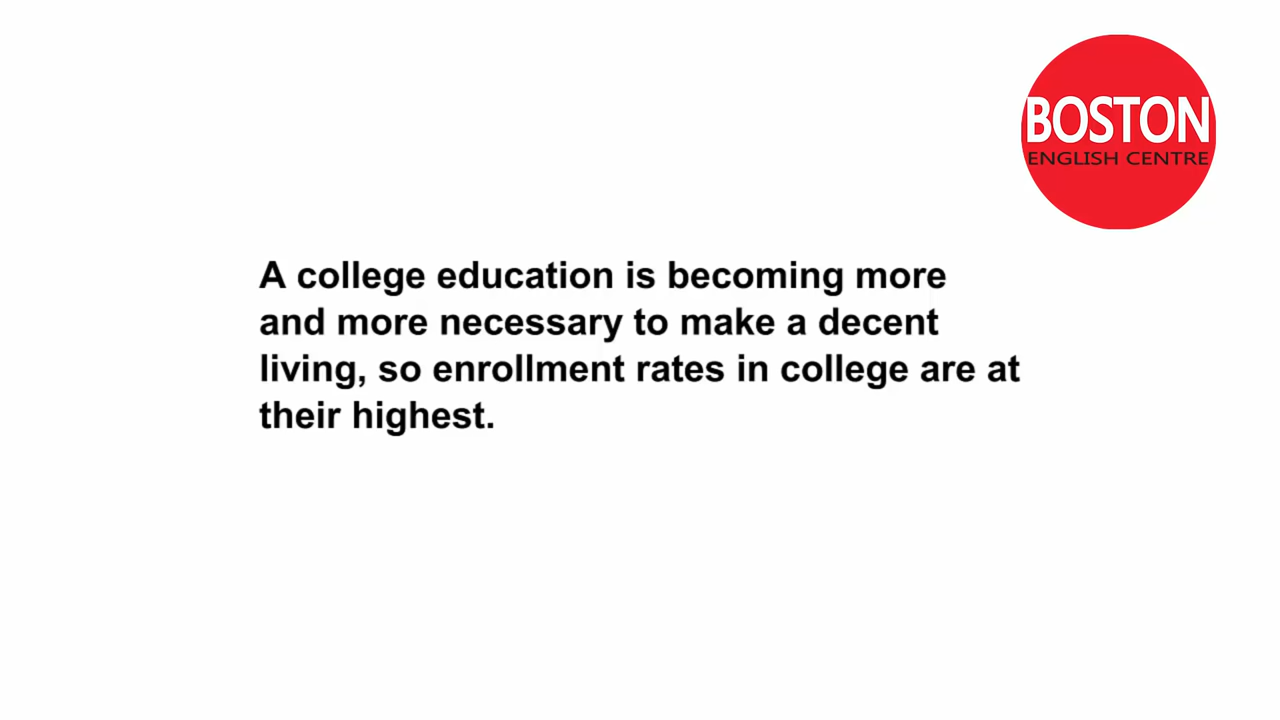 BOSTON
ENGLISH CENTRE
A college education is becoming more
and more necessary to make a decent
living, so enrollment rates in college are at
their highest.